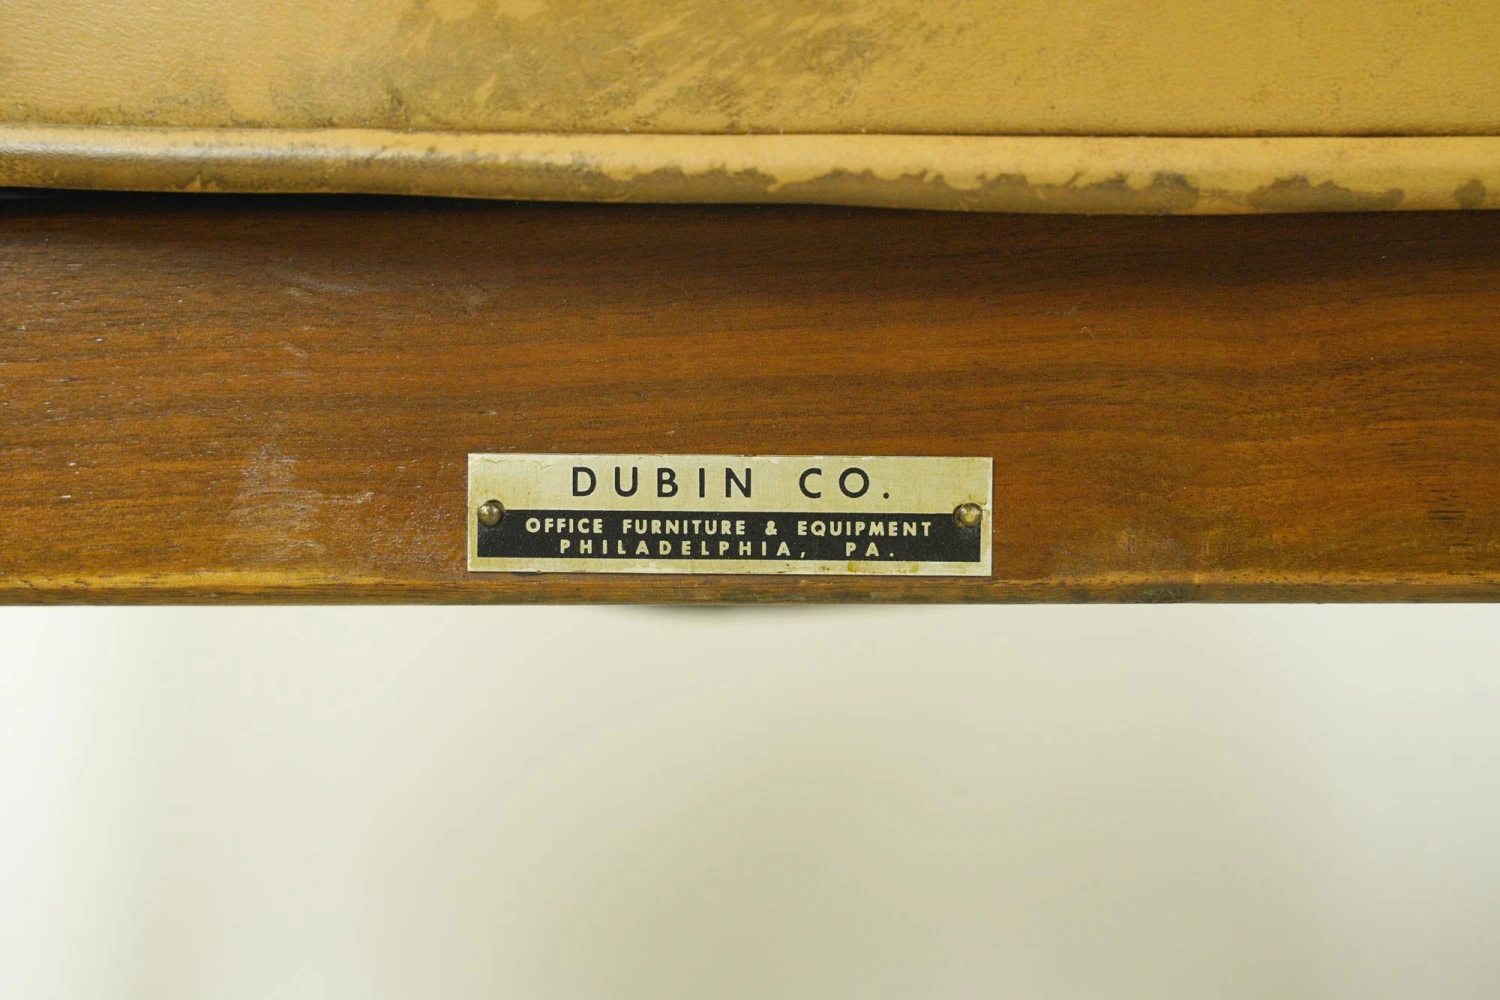 DUBIN CO.
OFFICE FURNITURE & EQUIPMENT
PHILADELPHIA, PA.